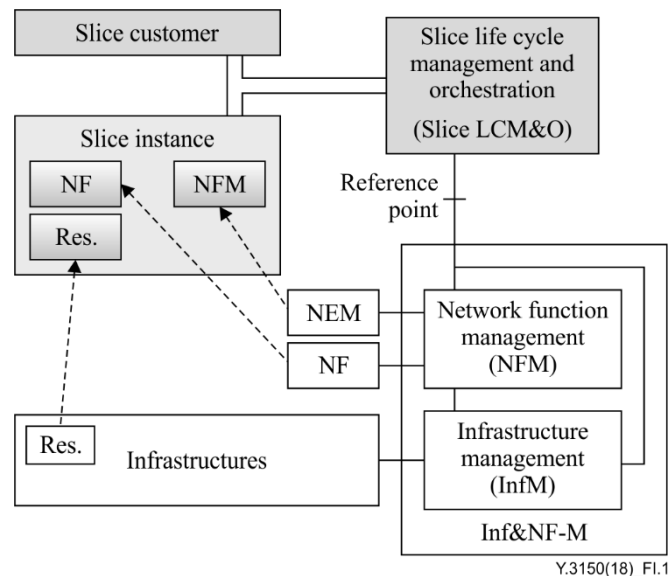 Slice customer
Slice life cycle
management and
orchestration
(Slice LCM&O)
Slice instance
NF
NFM
Res.
Reference
point
NEM
NF
Network function
management
(NFM)
Res.
Infrastructures
Infrastructure
management
(InfM)
Inf&NF-M
Y.3150(18)_FI.1